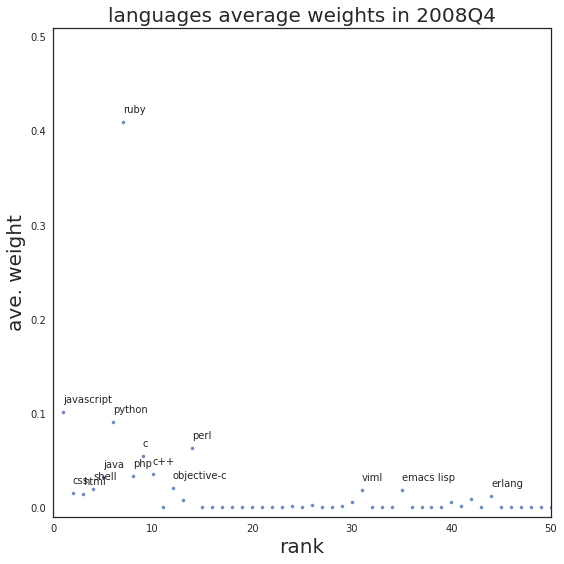 languages average weights in 2008Q4
0.5
ruby
0.4
0.3
0.2
javascript
python
0.1
c
perl
java
php
c++
css
html
shell
objective-c
viml
emacs lisp
erlang
0.0
0
10
20
30
40
50
rank
ave. weight